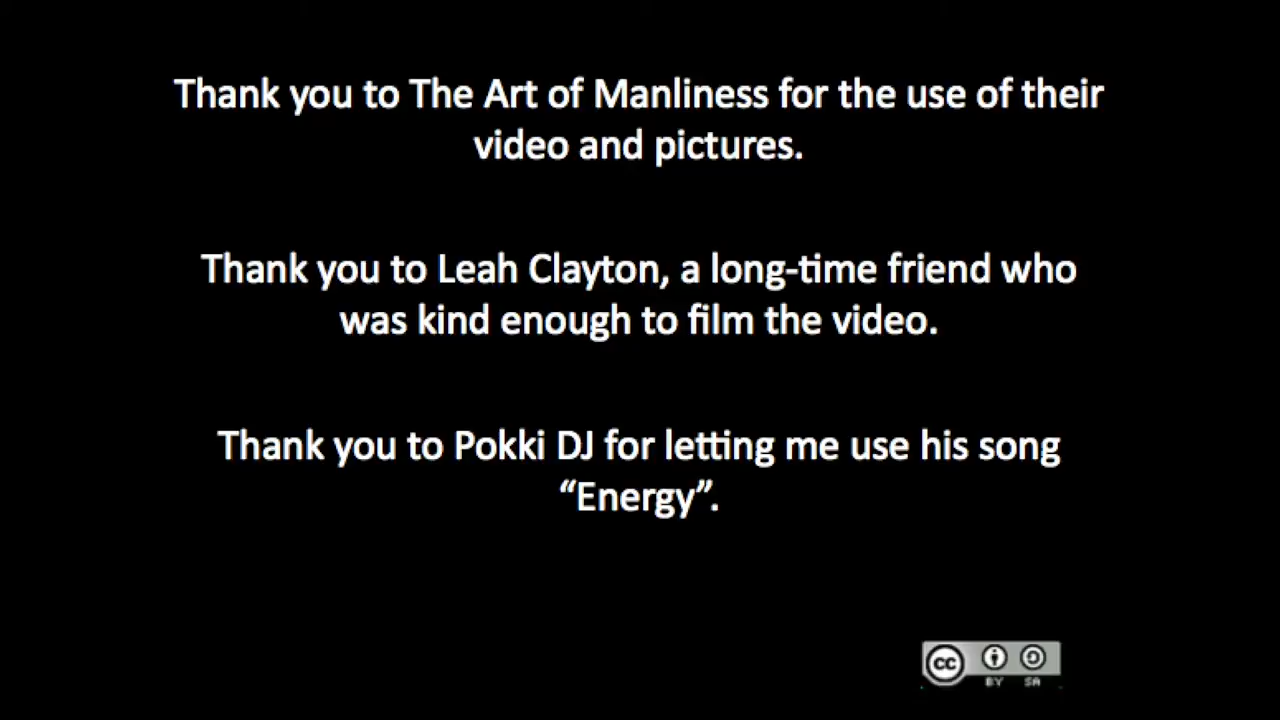 Thank you to The Art of Manliness for the use of their
video and pictures.
Thank you to Leah Clayton, a long-time friend who
was kind enough to film the video.
Thank you to Pokki DJ for letting me use his song
“Energy”.
cc
BY SA